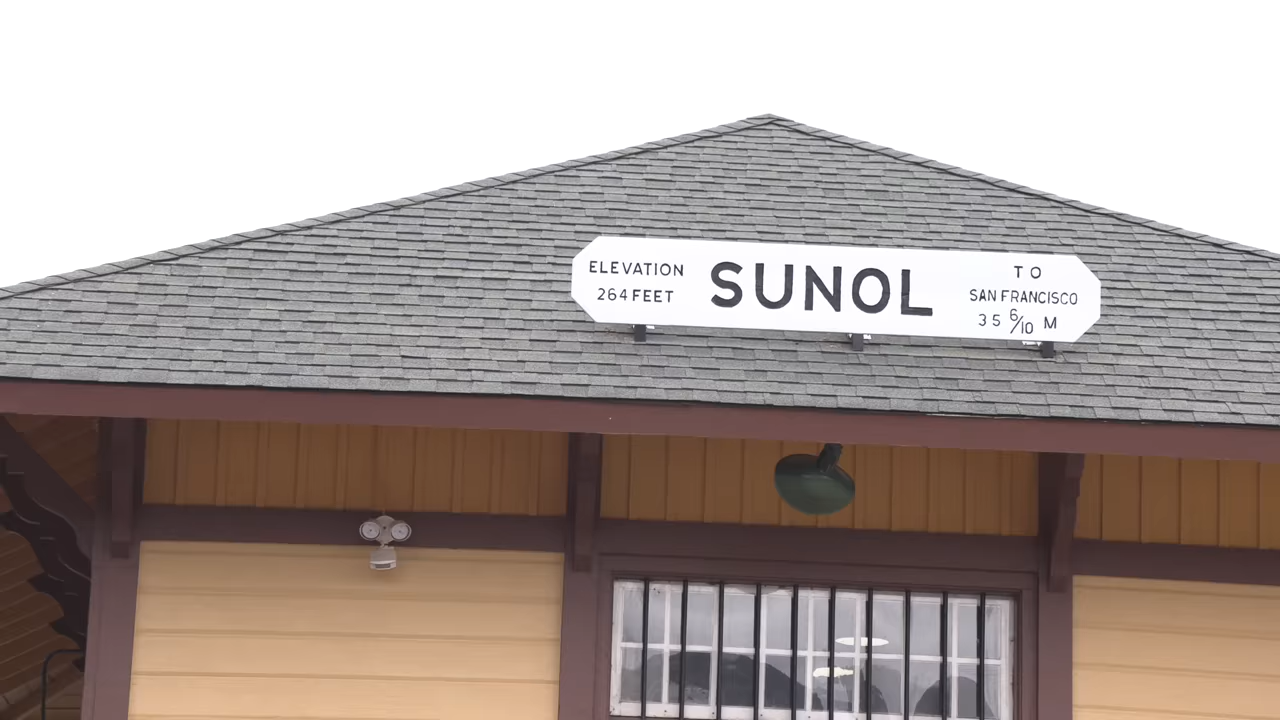 ELEVATION
264 FEET
SUNOL
TO
SAN FRANCISCO
35 6/10 M